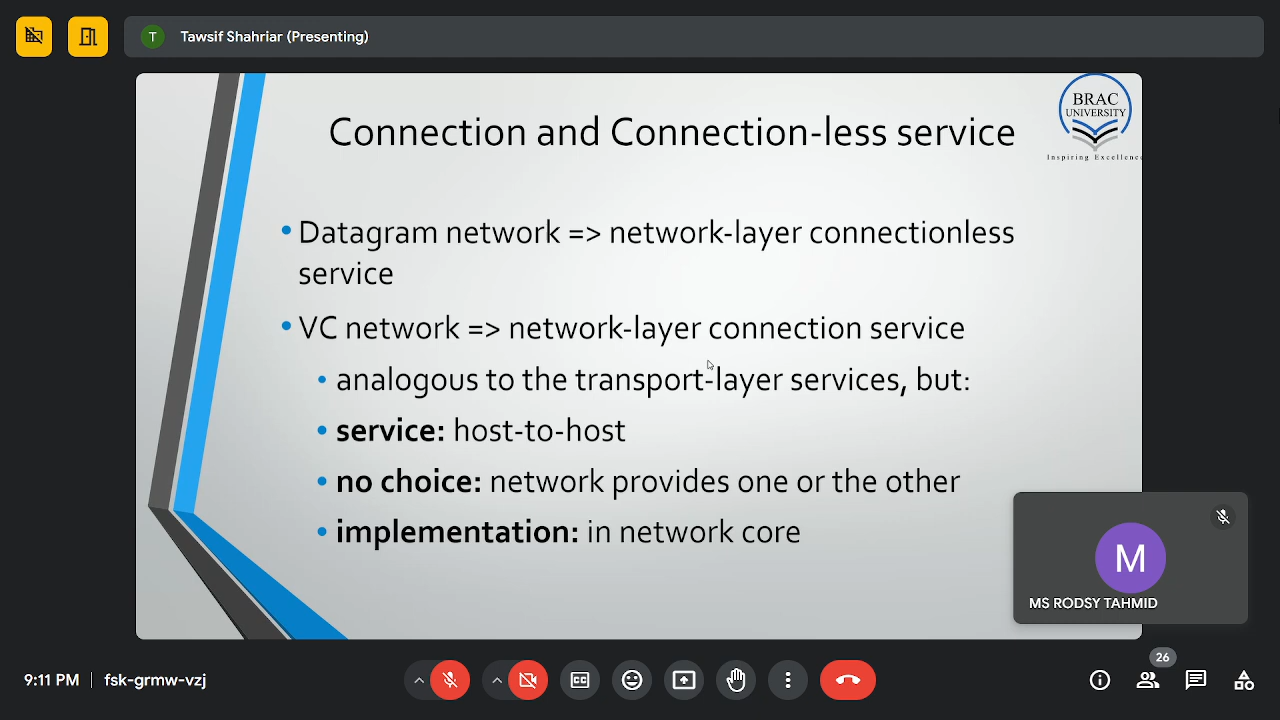 T Tawsif Shahriar (Presenting)
BRAC
UNIVERSITY
Inspiring Excellence
Connection and Connection-less service
•Datagram network => network-layer connectionless
service
•VC network => network-layer connection service
• analogous to the transport-layer services, but:
• service: host-to-host
• no choice: network provides one or the other
• implementation: in network core
M
MS RODSY TAHMID
9:11 PM | fsk-grmw-vzj
CC
26